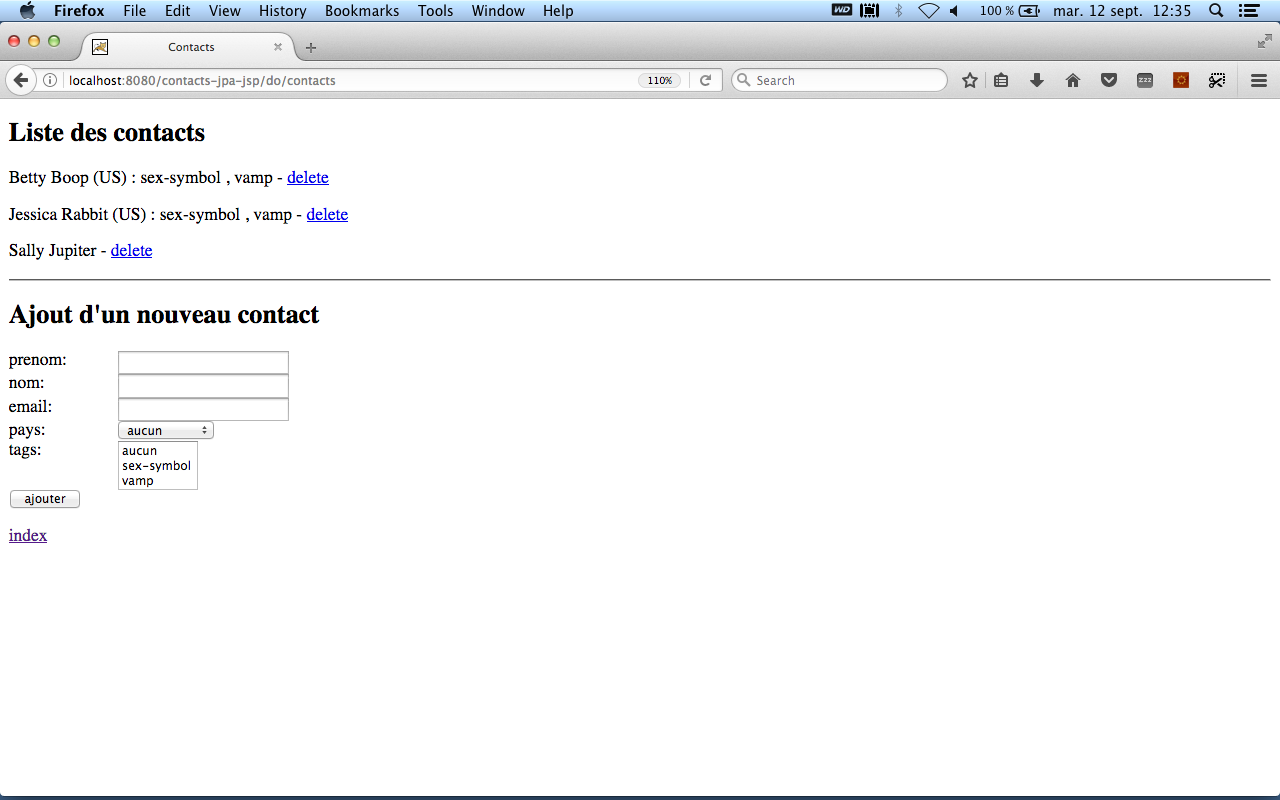 Firefox File Edit View History Bookmarks Tools Window Help WD 100 % mar. 12 sept. 12:35
Contacts
localhost:8080/contacts-jpa-jsp/do/contacts 110% Search zzz
Liste des contacts
Betty Boop (US) : sex-symbol , vamp - delete
Jessica Rabbit (US) : sex-symbol , vamp - delete
Sally Jupiter - delete
Ajout d'un nouveau contact
prenom:
nom:
email:
pays: aucun
tags: aucun
sex-symbol
vamp
ajouter
index